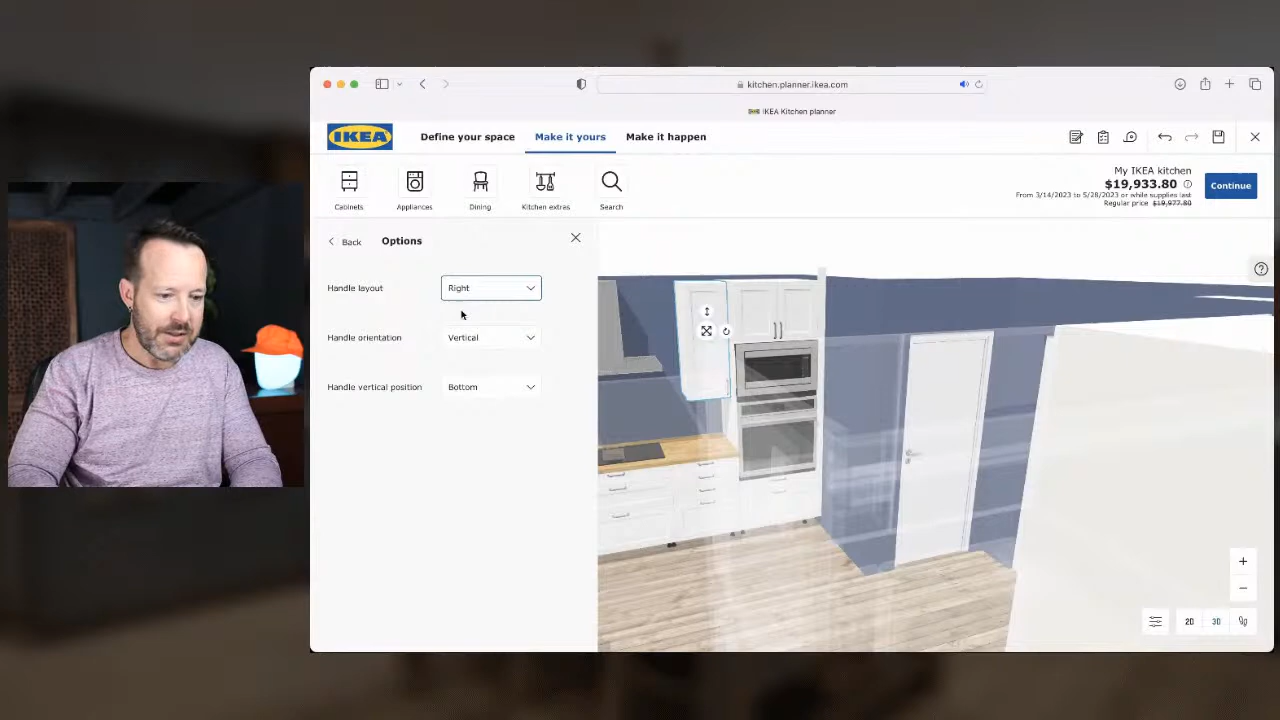 kitchen.planner.ikea.com
IKEA Kitchen planner
IKEA
Define your space
Make it yours
Make it happen
Cabinets
Appliances
Dining
Kitchen extras
Search
My IKEA kitchen
$19,933.80
From 3/14/2023 to 5/28/2023 or while supplies last
Regular price $19,977.80
Continue
Back
Options
Handle layout
Right
Handle orientation
Vertical
Handle vertical position
Bottom
2D
3D